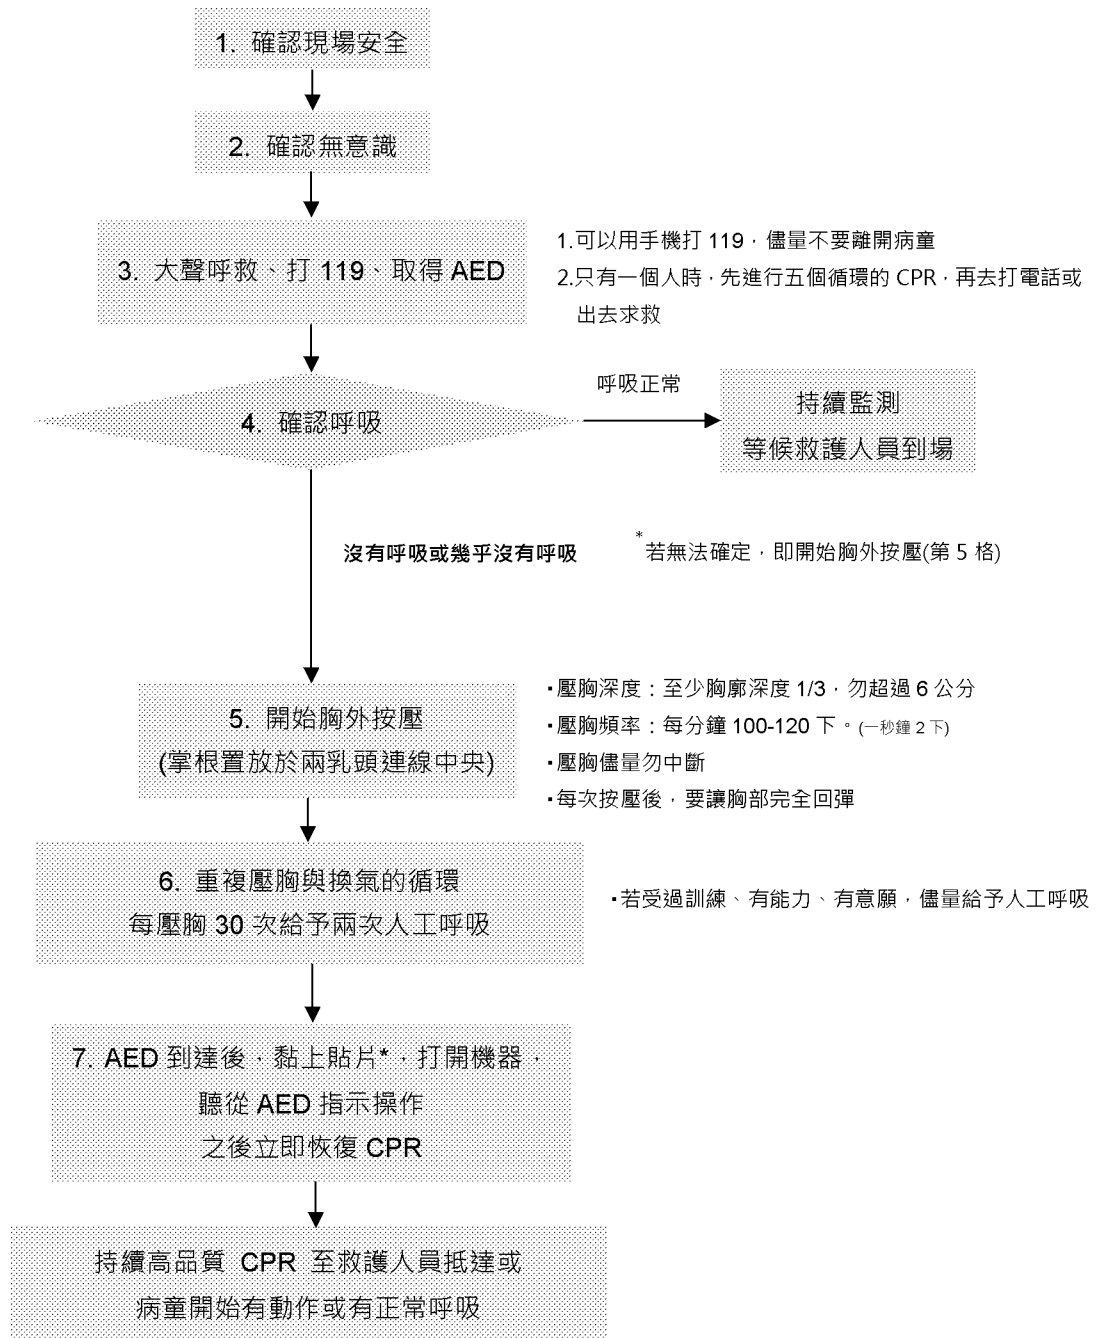 1. 確認現場安全
2. 確認無意識
3. 大聲呼救、打 119、取得 AED
1.可以用手機打 119，儘量不要離開病童
2.只有一個人時，先進行五個循環的 CPR，再去打電話或
出去求救
4. 確認呼吸
呼吸正常
持續監測
等候救護人員到場
沒有呼吸或幾乎沒有呼吸
*若無法確定，即開始胸外按壓(第 5 格)
5. 開始胸外按壓
(掌根置放於兩乳頭連線中央)
‧壓胸深度：至少胸廓深度 1/3，勿超過 6 公分
‧壓胸頻率：每分鐘 100-120 下。(一秒鐘 2 下)
‧壓胸儘量勿中斷
‧每次按壓後，要讓胸部完全回彈
6. 重複壓胸與換氣的循環
每壓胸 30 次給予兩次人工呼吸
‧若受過訓練、有能力、有意願，儘量給予人工呼吸
7. AED 到達後，黏上貼片*，打開機器，
聽從 AED 指示操作
之後立即恢復 CPR
持續高品質 CPR 至救護人員抵達或
病童開始有動作或有正常呼吸